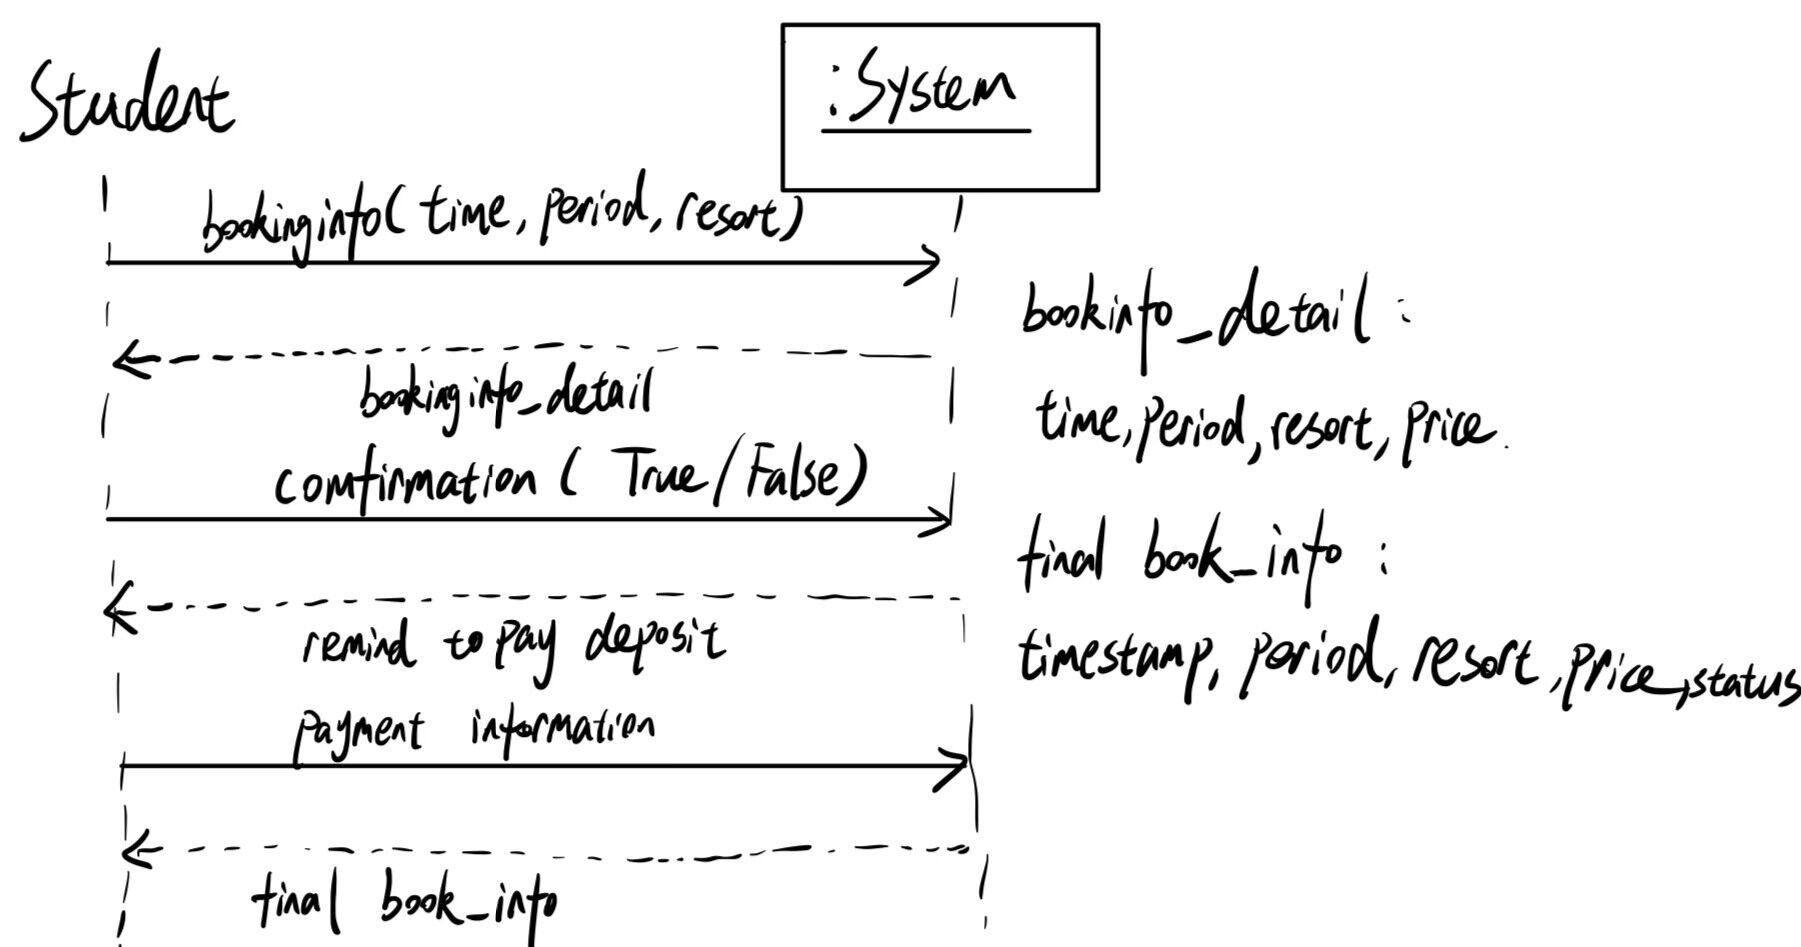 Student
:System
bookinginfo( time, period, resort)
bookinginfo_detail
comfirmation ( True/False)
remind to pay deposit
payment information
final book_info
bookinfo_detail :
time, period, resort, price.
final book_info :
timestamp, period, resort, price, status